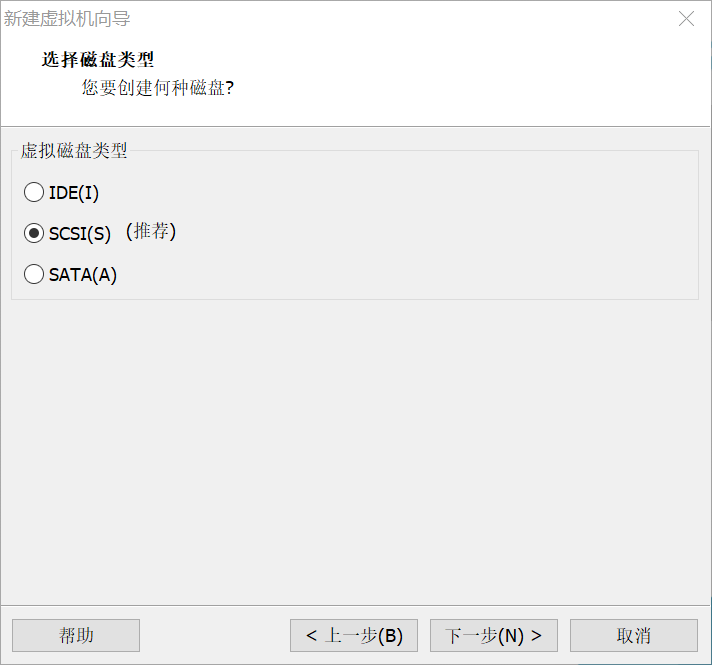 新建虚拟机向导
选择磁盘类型
您要创建何种磁盘?
虚拟磁盘类型
IDE(I)
SCSI(S) (推荐)
SATA(A)
帮助 < 上一步(B) 下一步(N) > 取消